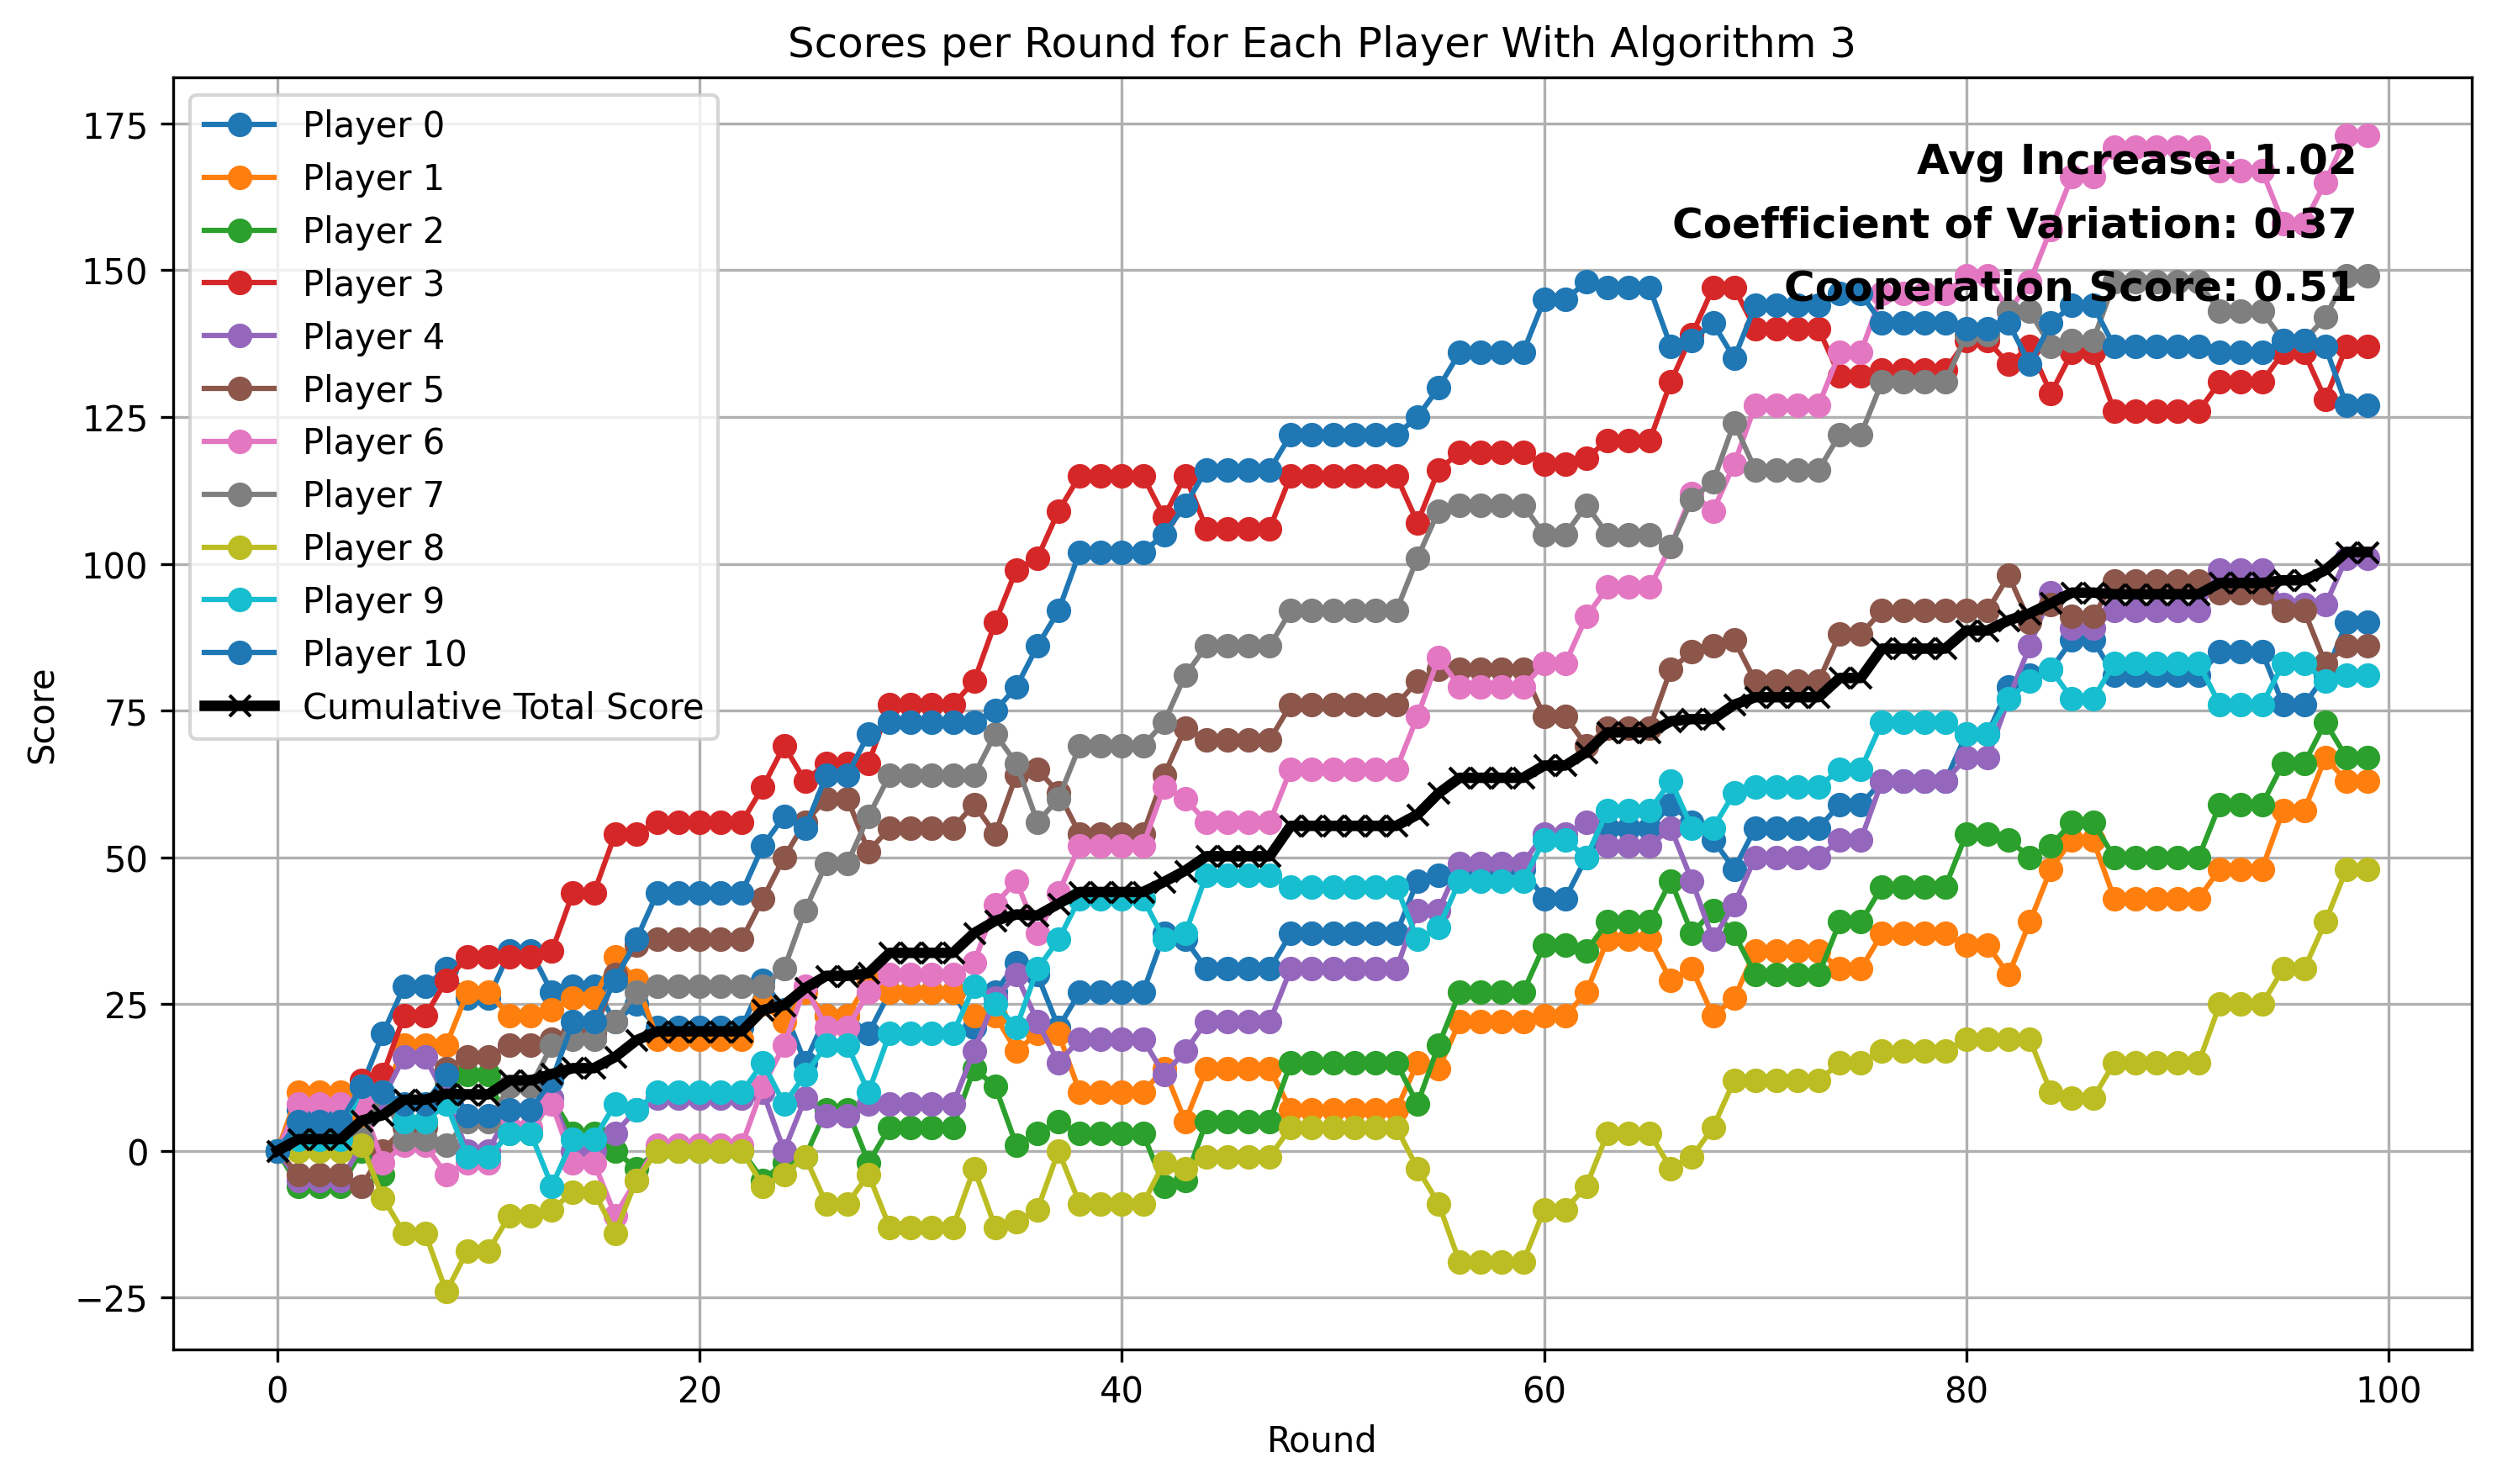 Scores per Round for Each Player With Algorithm 3
Player 0
Player 1
Player 2
Player 3
Player 4
Player 5
Player 6
Player 7
Player 8
Player 9
Player 10
Cumulative Total Score
Avg Increase: 1.02
Coefficient of Variation: 0.37
Cooperation Score: 0.51
Score
175
150
125
100
75
50
25
0
−25
0 20 40 60 80 100
Round